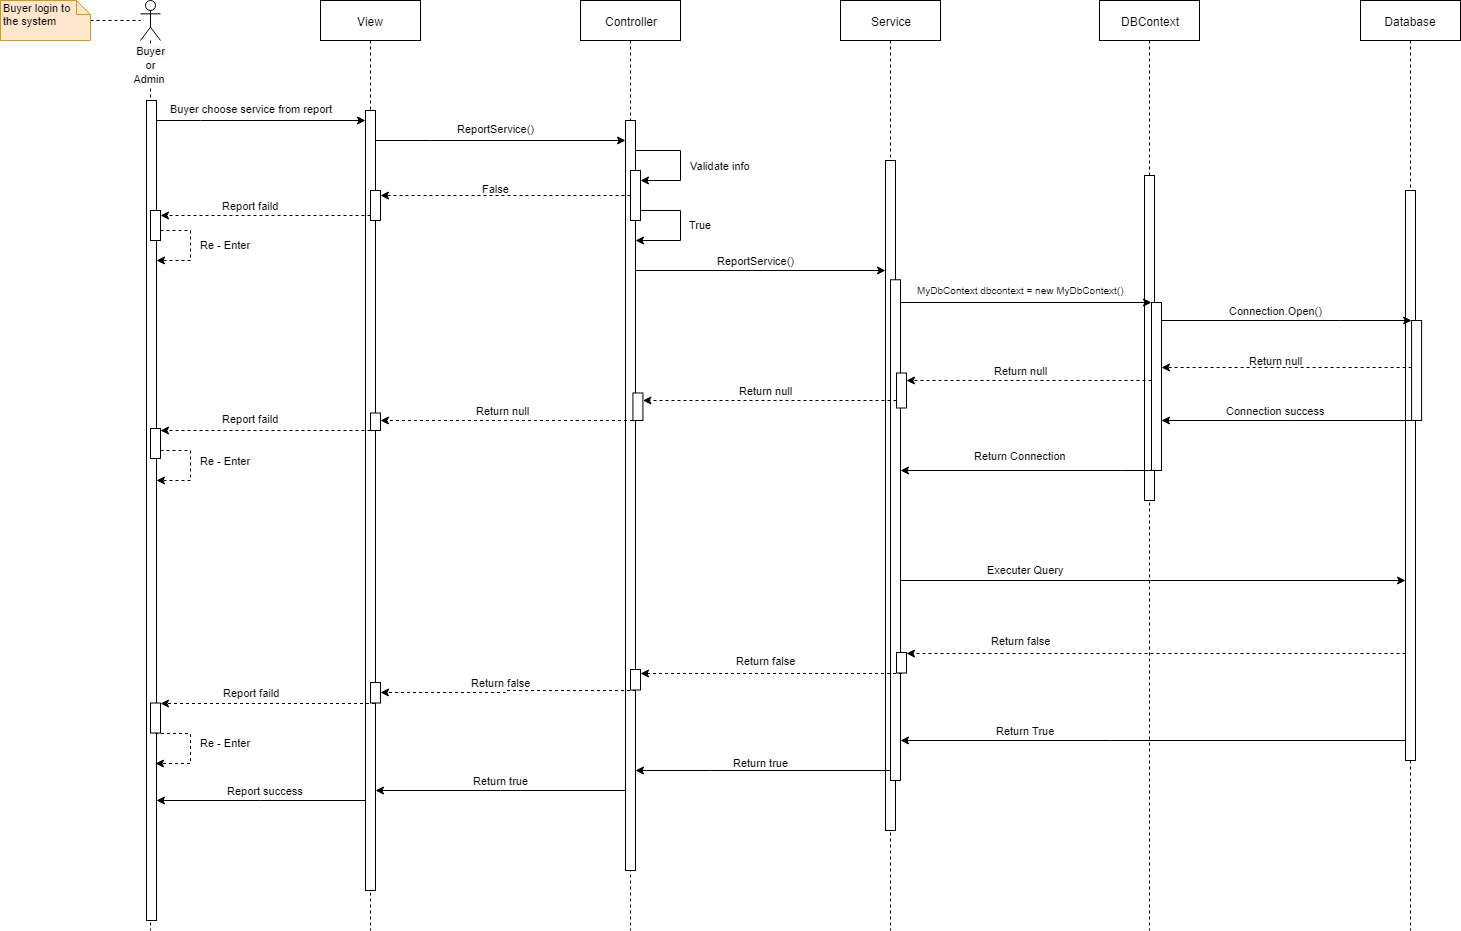 Buyer login to
the system
View
Controller
Service
DBContext
Database
Buyer
or
Admin
Buyer choose service from report
ReportService()
Validate info
False
Report faild
True
Re - Enter
ReportService()
MyDbContext dbcontext = new MyDbContext()
Connection.Open()
Return null
Return null
Return null
Return null
Connection success
Report faild
Return Connection
Re - Enter
Executer Query
Return false
Return false
Return false
Report faild
Return True
Re - Enter
Return true
Return true
Report success